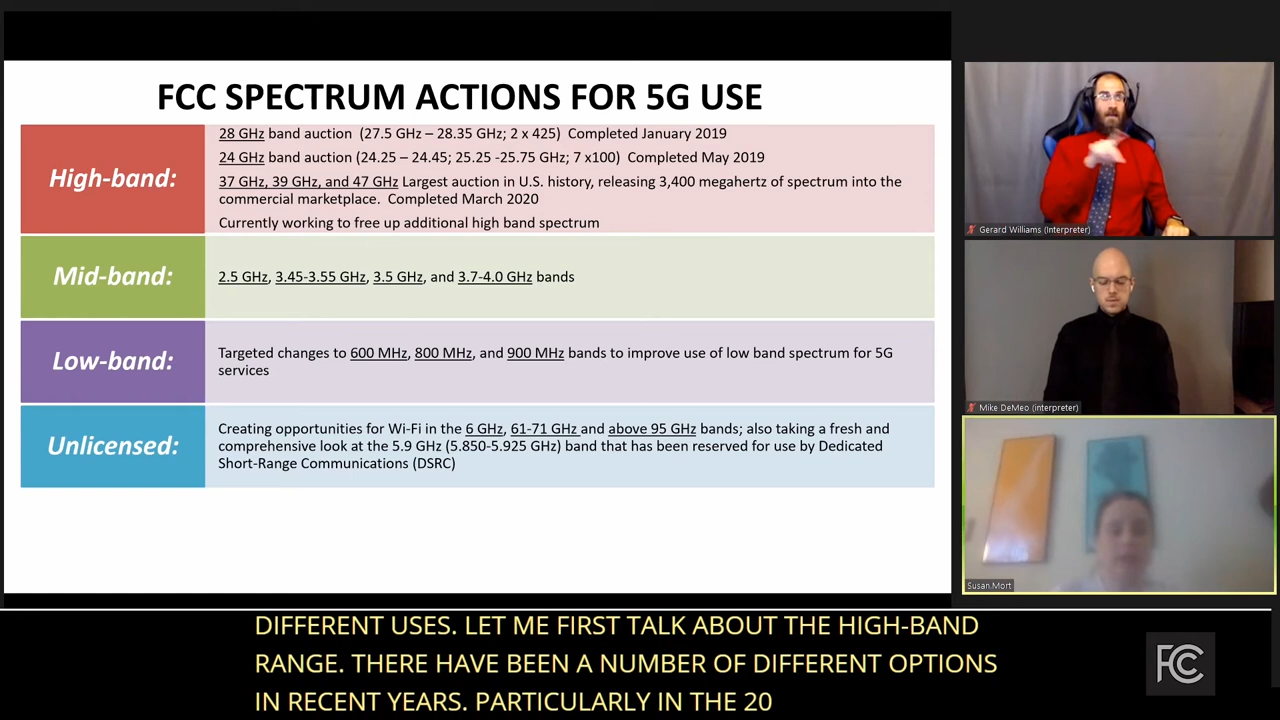 FCC SPECTRUM ACTIONS FOR 5G USE
High-band:
28 GHz band auction (27.5 GHz – 28.35 GHz; 2 x 425) Completed January 2019
24 GHz band auction (24.25 – 24.45; 25.25 -25.75 GHz; 7 x100) Completed May 2019
37 GHz, 39 GHz, and 47 GHz Largest auction in U.S. history, releasing 3,400 megahertz of spectrum into the
commercial marketplace. Completed March 2020
Currently working to free up additional high band spectrum
Mid-band:
2.5 GHz, 3.45-3.55 GHz, 3.5 GHz, and 3.7-4.0 GHz bands
Low-band:
Targeted changes to 600 MHz, 800 MHz, and 900 MHz bands to improve use of low band spectrum for 5G
services
Unlicensed:
Creating opportunities for Wi-Fi in the 6 GHz, 61-71 GHz and above 95 GHz bands; also taking a fresh and
comprehensive look at the 5.9 GHz (5.850-5.925 GHz) band that has been reserved for use by Dedicated
Short-Range Communications (DSRC)
Gerard Williams (Interpreter)
Mike DeMeo (interpreter)
Susan.Mort
DIFFERENT USES. LET ME FIRST TALK ABOUT THE HIGH-BAND
RANGE. THERE HAVE BEEN A NUMBER OF DIFFERENT OPTIONS
IN RECENT YEARS. PARTICULARLY IN THE 20
FCC